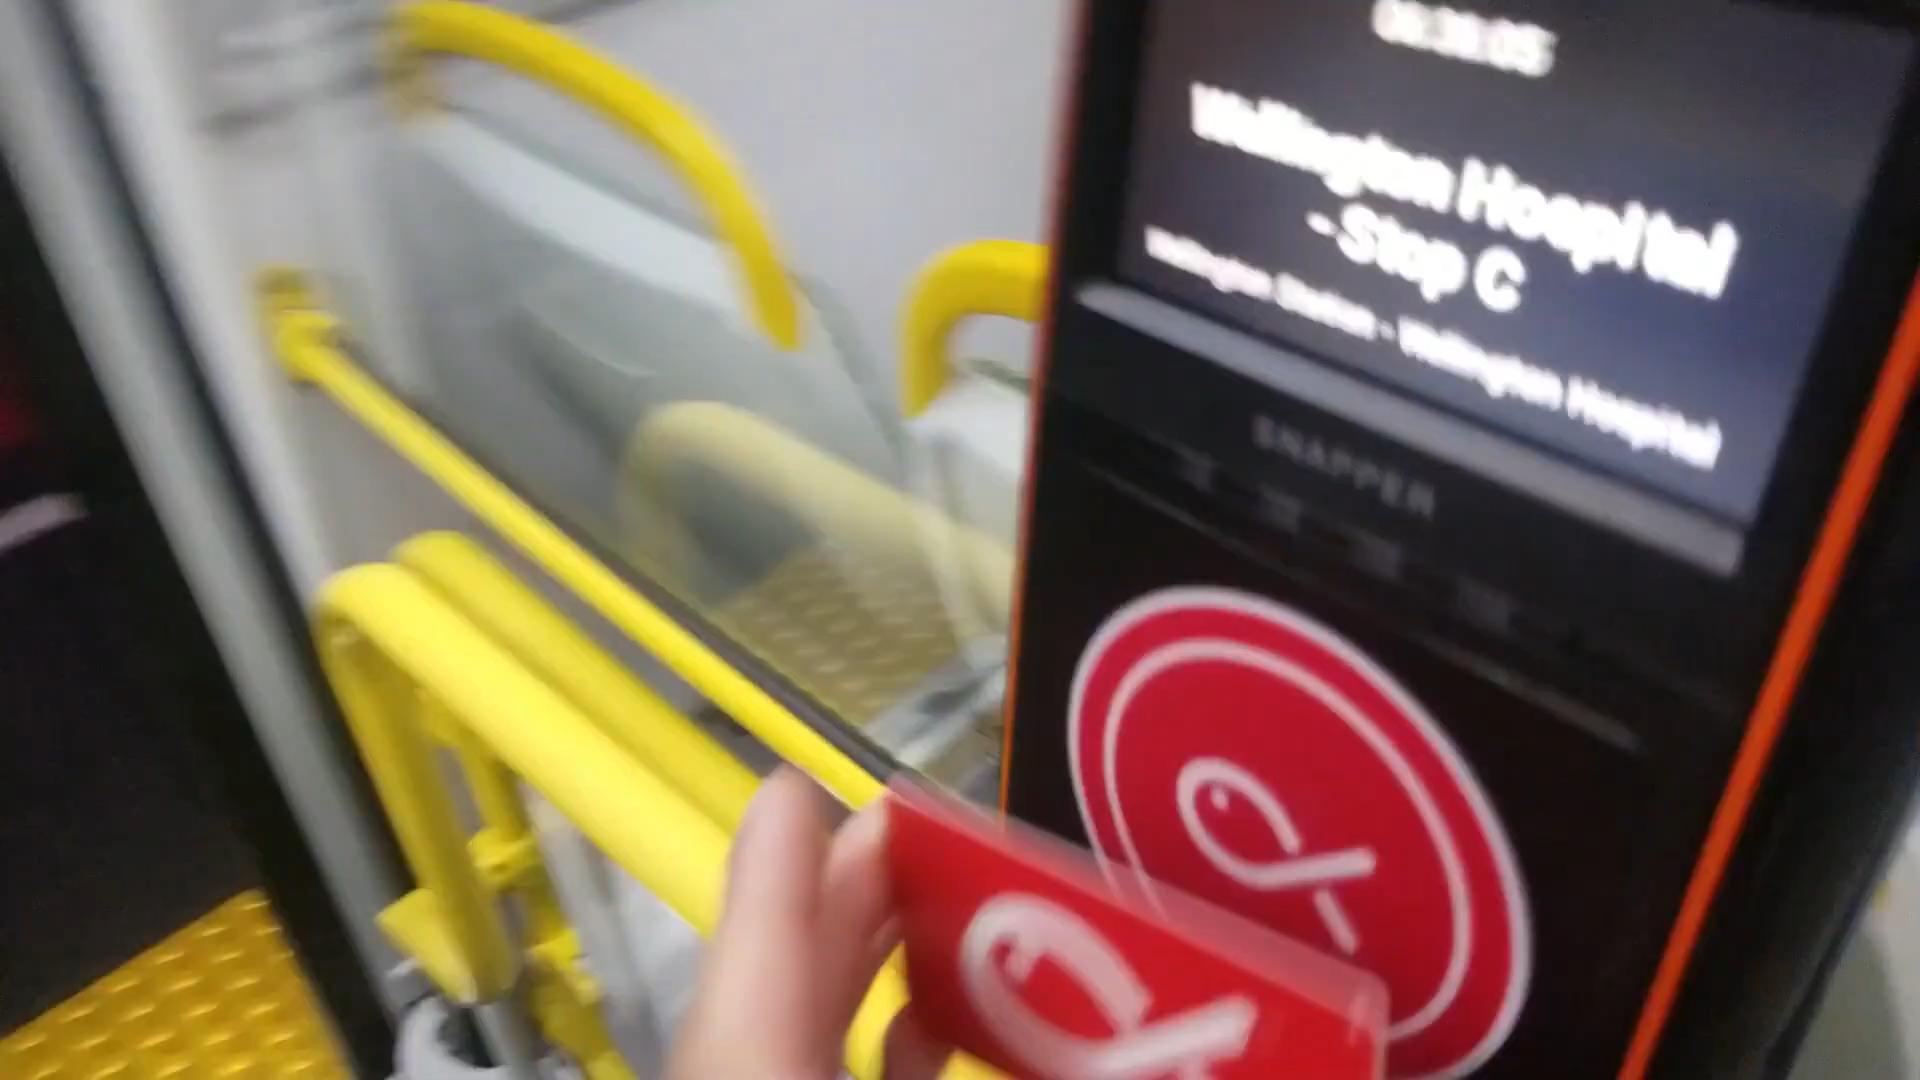 Wellington Hospital
- Stop C
Wellington Station - Wellington Hospital
SNAPPER